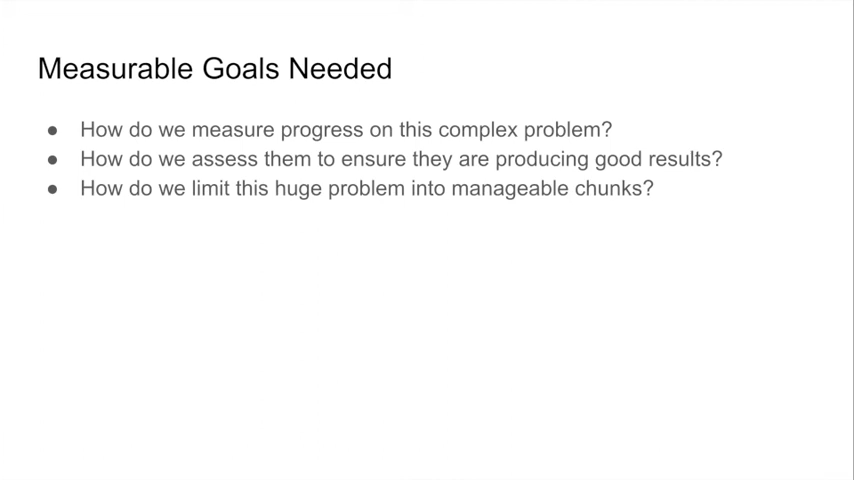 Measurable Goals Needed
● How do we measure progress on this complex problem?
● How do we assess them to ensure they are producing good results?
● How do we limit this huge problem into manageable chunks?